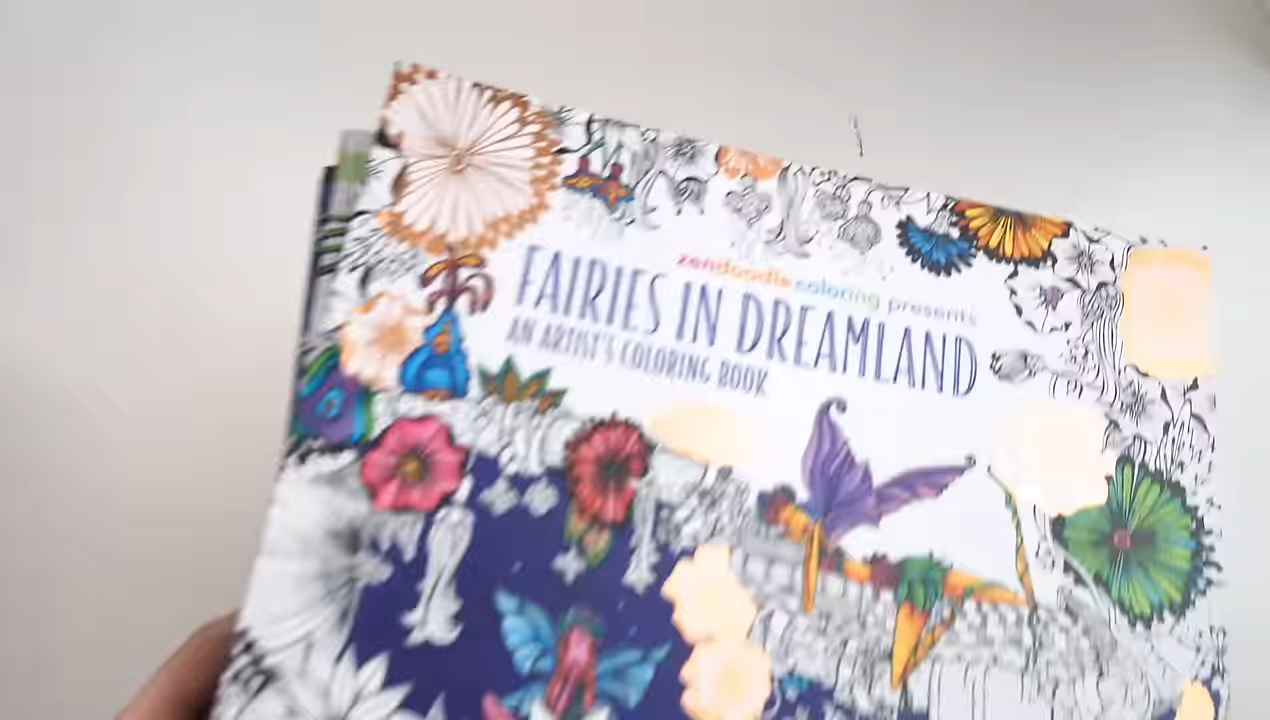 zendoodle coloring presents
FAIRIES IN DREAMLAND
AN ARTIST'S COLORING BOOK